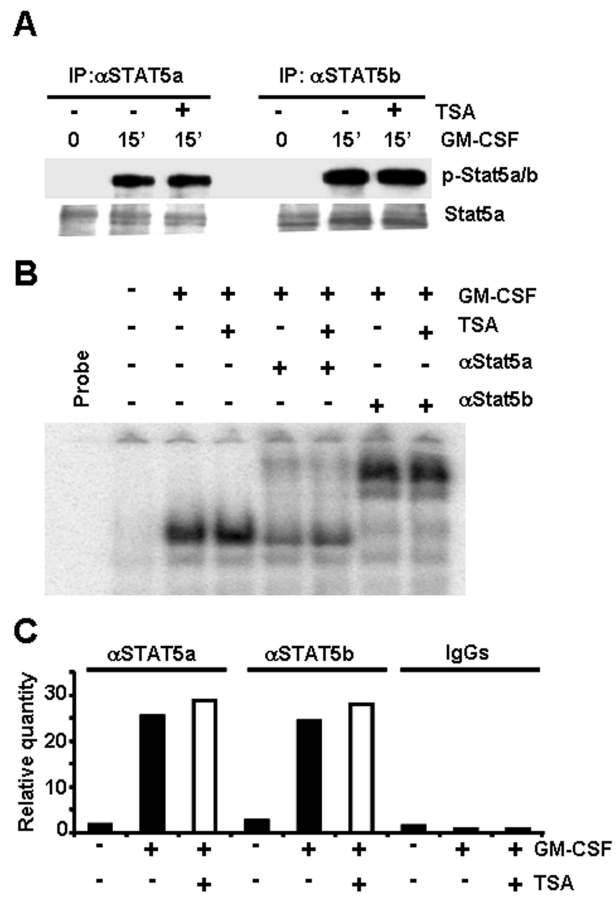 A
IP:αSTAT5a IP: αSTAT5b
- - + - - + TSA
0 15' 15' 0 15' 15' GM-CSF
p-Stat5a/b
Stat5a
B
- + + + + + + GM-CSF
- - + - + - + TSA
Probe
- - - + + - - αStat5a
- - - - - + + αStat5b
C
αSTAT5a αSTAT5b IgGs
Relative quantity
30
20
10
0
- + + - + + - + + GM-CSF
- - + - - + - - + TSA